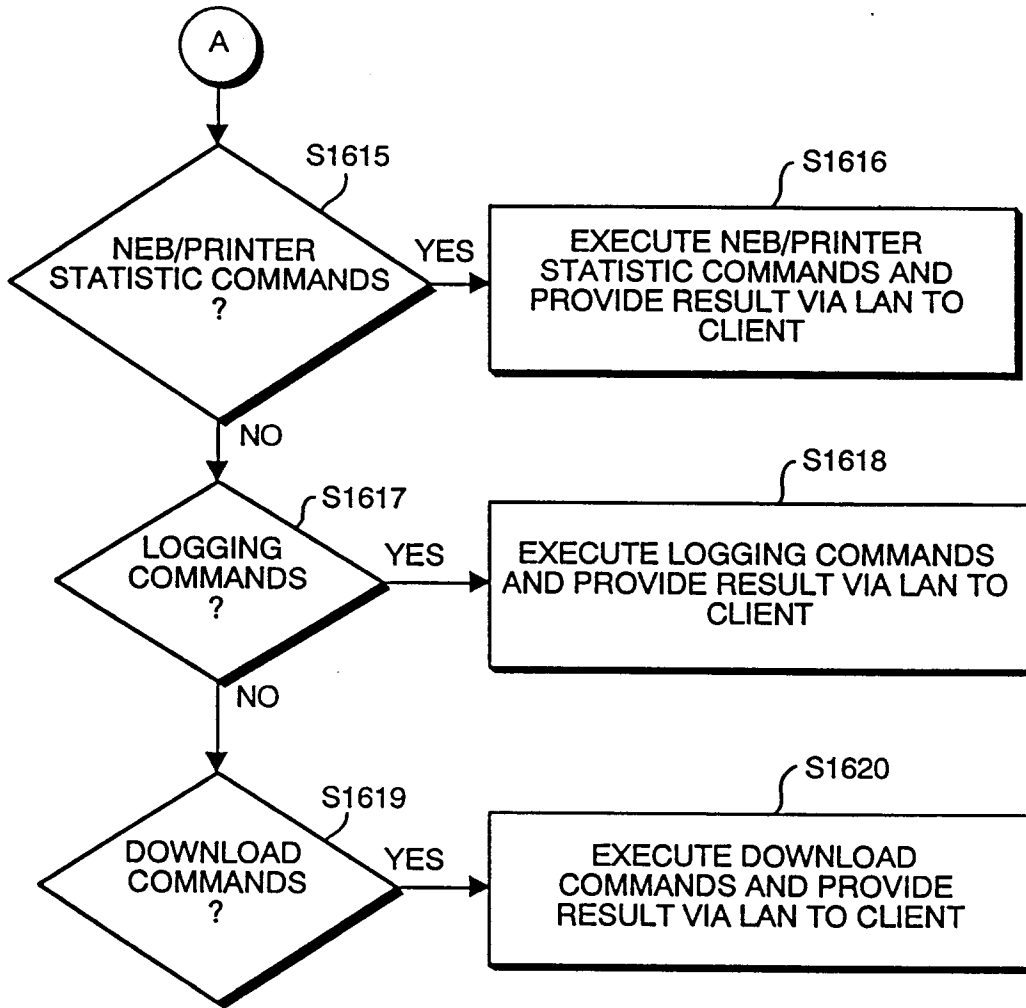 A
S1615
NEB/PRINTER
STATISTIC COMMANDS
?
YES
S1616
EXECUTE NEB/PRINTER
STATISTIC COMMANDS AND
PROVIDE RESULT VIA LAN TO
CLIENT
NO
S1617
LOGGING
COMMANDS
?
YES
S1618
EXECUTE LOGGING COMMANDS
AND PROVIDE RESULT VIA LAN TO
CLIENT
NO
S1619
DOWNLOAD
COMMANDS
?
YES
S1620
EXECUTE DOWNLOAD
COMMANDS AND PROVIDE
RESULT VIA LAN TO CLIENT